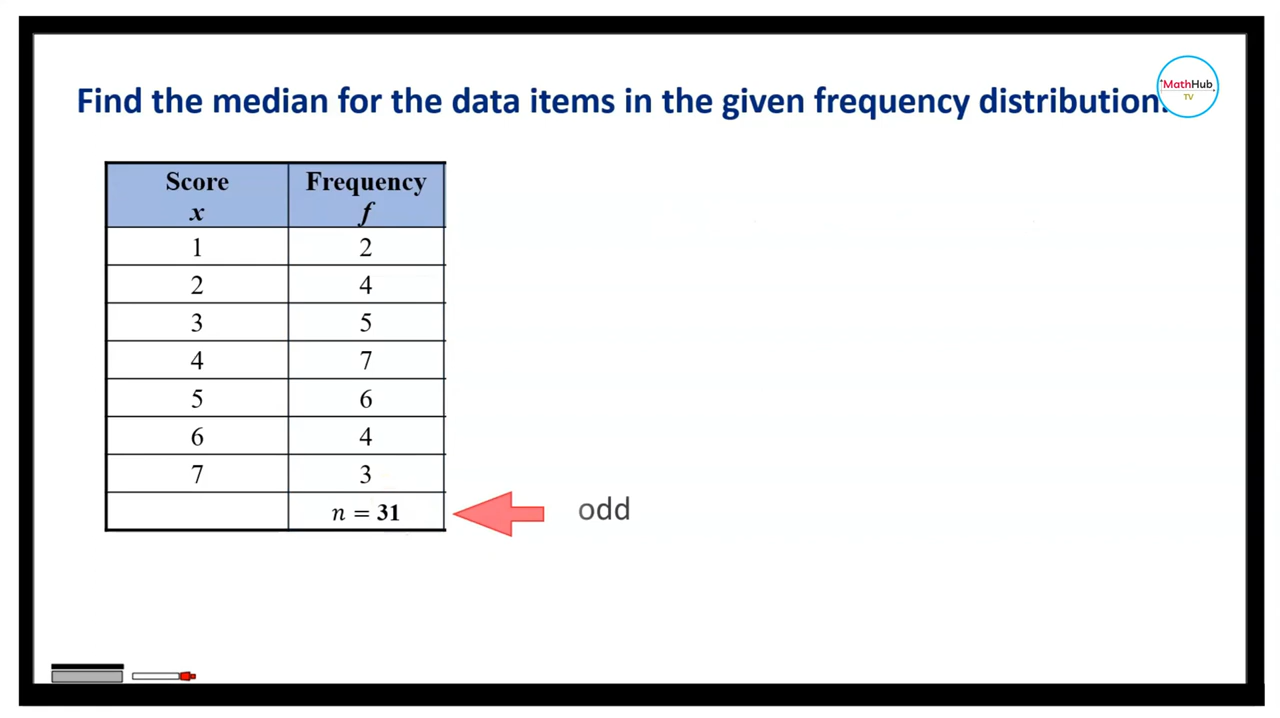 Find the median for the data items in the given frequency distribution.
MathHub
TV
Score Frequency
x f
1 2
2 4
3 5
4 7
5 6
6 4
7 3
n = 31
odd